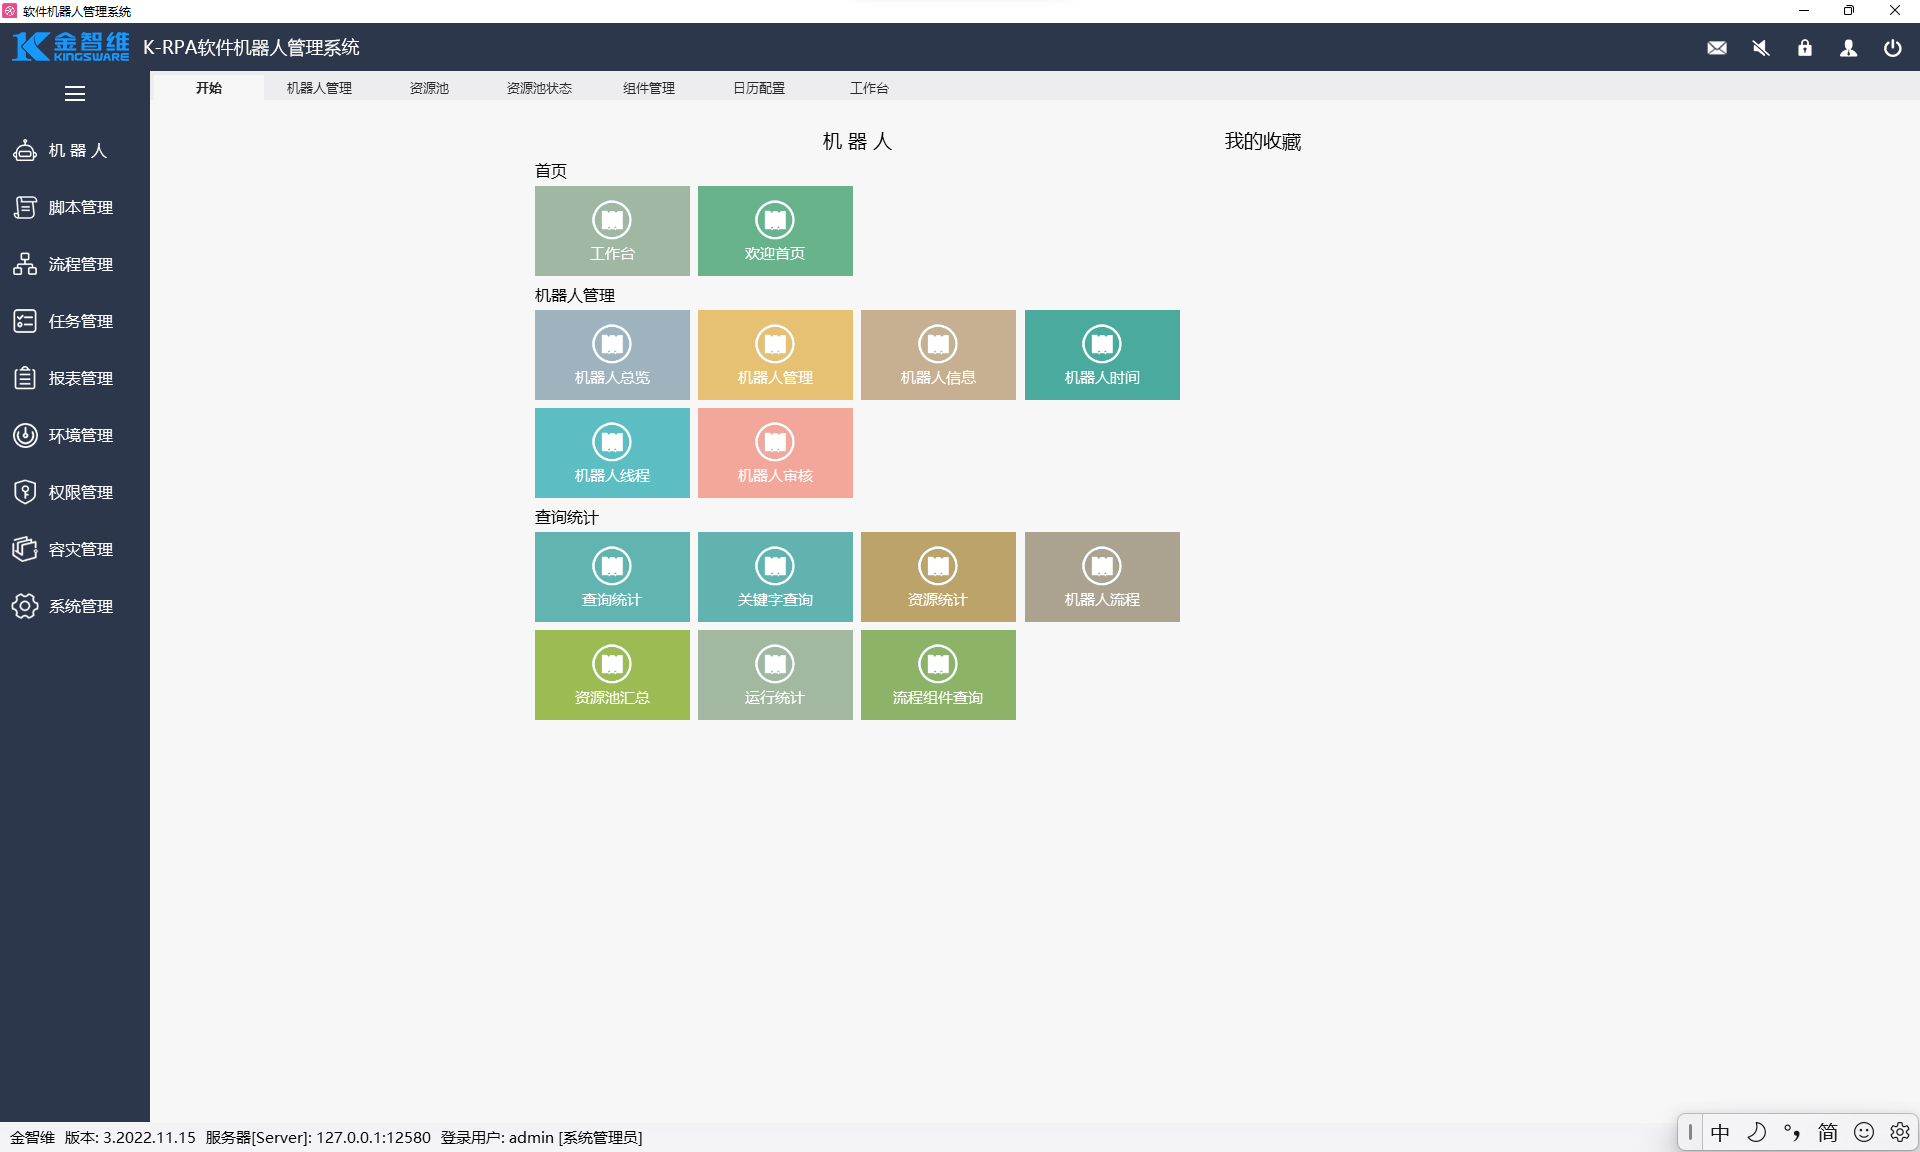 软件机器人管理系统
金智维 KINGSWARE K-RPA软件机器人管理系统
开始 机器人管理 资源池 资源池状态 组件管理 日历配置 工作台
机 器 人
脚本管理
流程管理
任务管理
报表管理
环境管理
权限管理
容灾管理
系统管理
机 器 人 我的收藏
首页
工作台 欢迎首页
机器人管理
机器人总览 机器人管理 机器人信息 机器人时间
机器人线程 机器人审核
查询统计
查询统计 关键字查询 资源统计 机器人流程
资源池汇总 运行统计 流程组件查询
金智维 版本: 3.2022.11.15 服务器[Server]: 127.0.0.1:12580 登录用户: admin [系统管理员]
中 °, 简